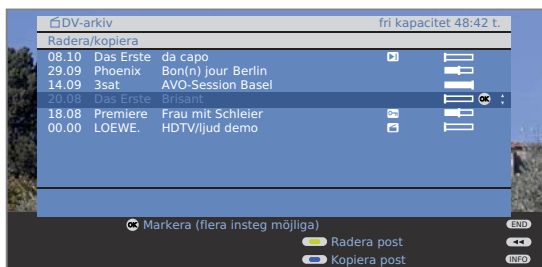 DV-arkiv fri kapacitet 48:42 t.
Radera/kopiera
08.10 Das Erste da capo
29.09 Phoenix Bon(n) jour Berlin
14.09 3sat AVO-Session Basel
20.08 Das Erste Brisant OK
18.08 Premiere Frau mit Schleier
00.00 LOEWE. HDTV/ljud demo
OK Markera (flera insteg möjliga) END
Radera post
Kopiera post INFO